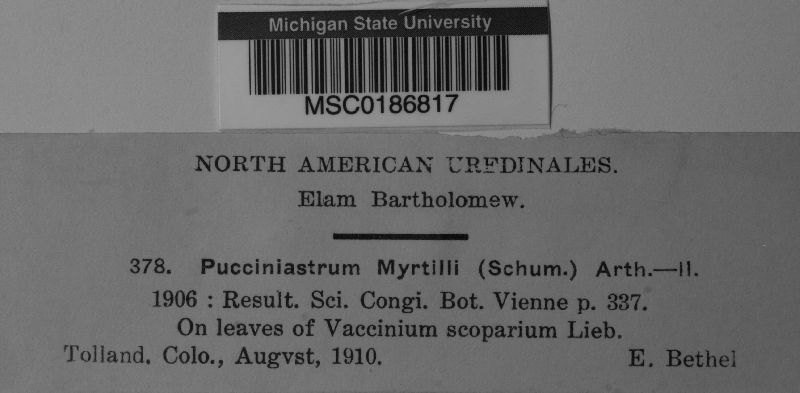 Michigan State University
MSC0186817
NORTH AMERICAN UREDINALES.
Elam Bartholomew.
378. Pucciniastrum Myrtilli (Schum.) Arth.—II.
1906 : Result. Sci. Congi. Bot. Vienne p. 337.
On leaves of Vaccinium scoparium Lieb.
Tolland, Colo., Augvst, 1910. E. Bethel